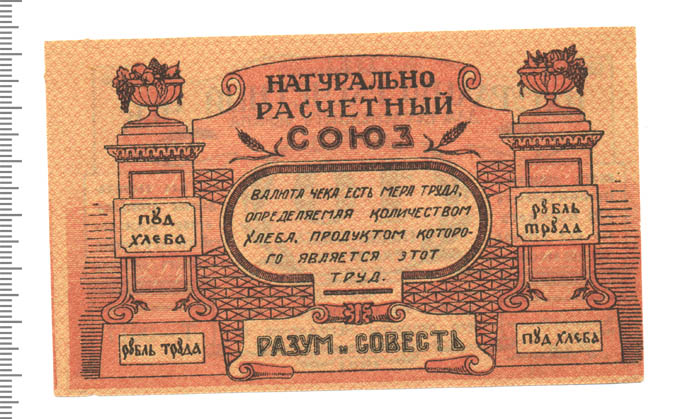 НАТУРАЛЬНО
РАСЧЕТНЫЙ
СОЮЗ
ВАЛЮТА ЧЕКА ЕСТЬ МЕРА ТРУДА,
ОПРЕДЕЛЯЕМАЯ КОЛИЧЕСТВОМ
ХЛЕБА, ПРОДУКТОМ КОТОРО-
ГО ЯВЛЯЕТСЯ ЭТОТ
ТРУД.
ПУД
ХЛЕБА
РУБЛЬ
ТРУДА
РУБЛЬ ТРУДА
РАЗУМ и СОВЕСТЬ
ПУД ХЛЕБА